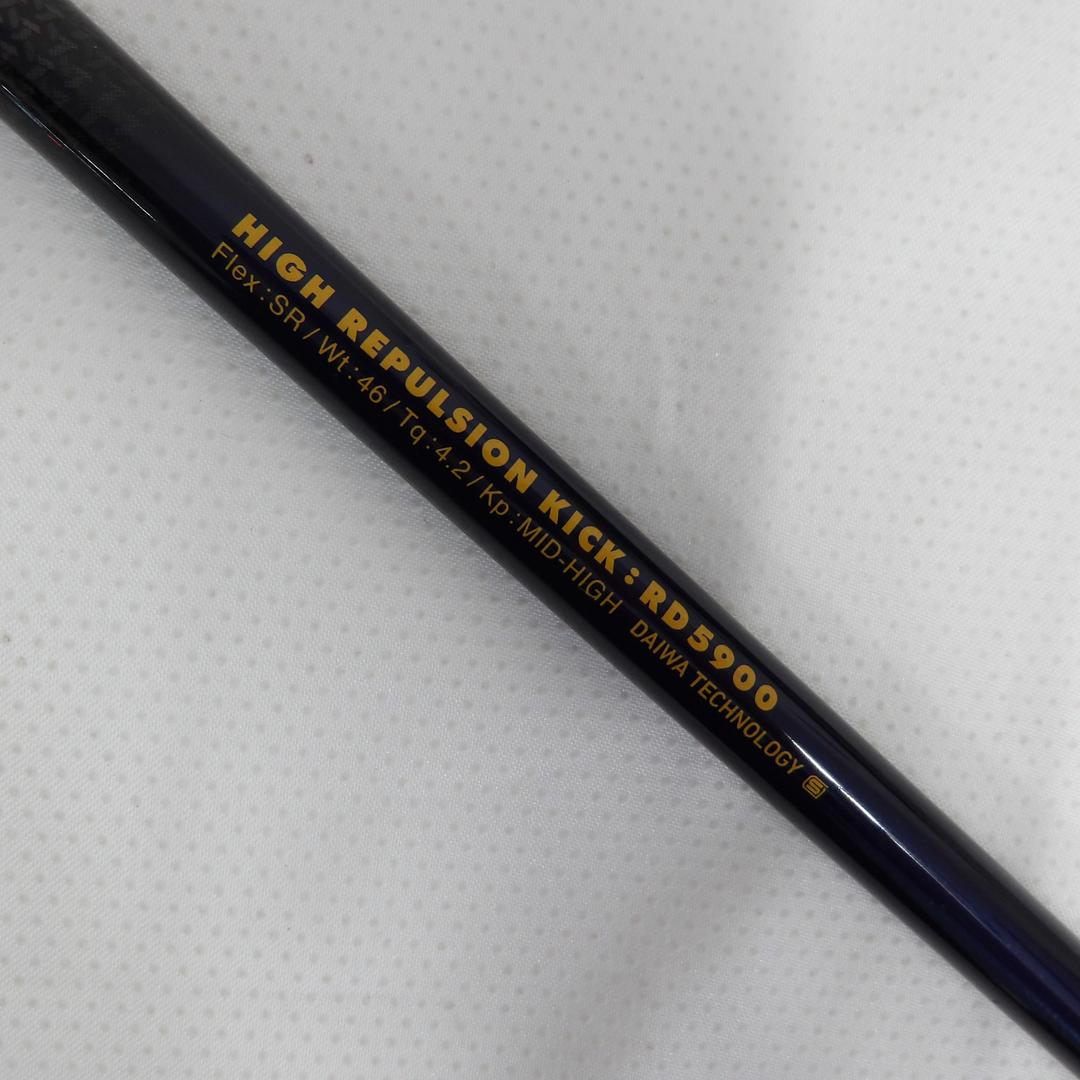 HIGH REPULSION KICK: RD5900
Flex:SR/Wt:46/Tq:4.2/Kp:MID-HIGH DAIWA TECHNOLOGY